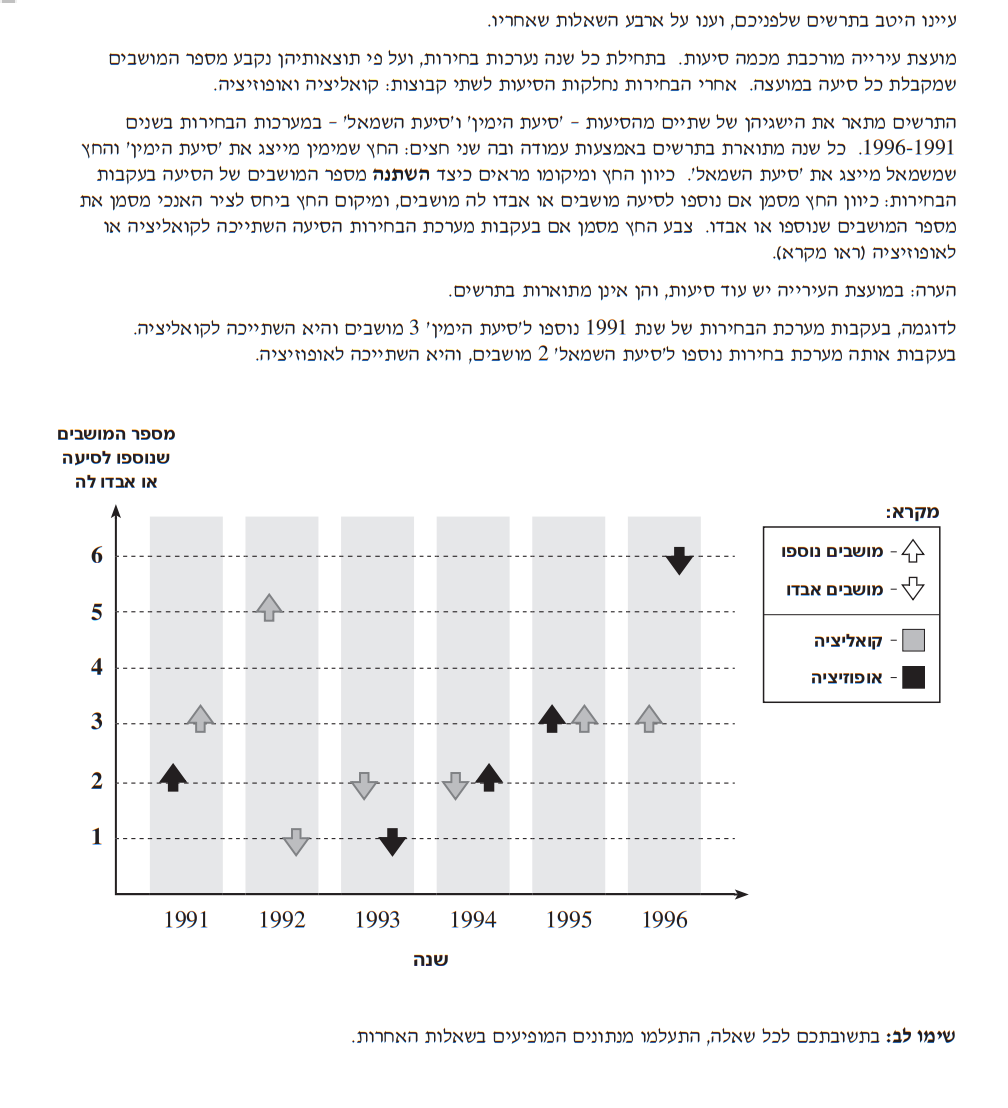 עיינו היטב בתרשים שלפניכם, וענו על ארבע השאלות שאחריו.
מועצת עירייה מורכבת מכמה סיעות. בתחילת כל שנה נערכות בחירות, ועל פי תוצאותיהן נקבע מספר המושבים
שמקבלת כל סיעה במועצה. אחרי הבחירות נחלקות הסיעות לשתי קבוצות: קואליציה ואופוזיציה.
התרשים מתאר את הישגיהן של שתיים מהסיעות – 'סיעת הימין' ו'סיעת השמאל' – במערכות הבחירות בשנים
1996-1991. כל שנה מתוארת בתרשים באמצעות עמודה ובה שני חצים: החץ שמימין מייצג את 'סיעת הימין' והחץ
שמשמאל מייצג את 'סיעת השמאל'. כיוון החץ ומיקומו מראים כיצד השתנה מספר המושבים של הסיעה בעקבות
הבחירות: כיוון החץ מסמן אם נוספו לסיעה מושבים או אבדו לה מושבים, ומיקום החץ ביחס לציר האנכי מסמן את
מספר המושבים שנוספו או אבדו. צבע החץ מסמן אם בעקבות מערכת הבחירות הסיעה השתייכה לקואליציה או
לאופוזיציה (ראו מקרא).
הערה: במועצת העירייה יש עוד סיעות, והן אינן מתוארות בתרשים.
לדוגמה, בעקבות מערכת הבחירות של שנת 1991 נוספו ל'סיעת הימין' 3 מושבים והיא השתייכה לקואליציה.
בעקבות אותה מערכת בחירות נוספו ל'סיעת השמאל' 2 מושבים, והיא השתייכה לאופוזיציה.
מספר המושבים
שנוספו לסיעה
או אבדו לה
מקרא:
– מושבים נוספו
– מושבים אבדו
– קואליציה
– אופוזיציה
6
5
4
3
2
1
1991 1992 1993 1994 1995 1996
שנה
שימו לב: בתשובתכם לכל שאלה, התעלמו מנתונים המופיעים בשאלות האחרות.